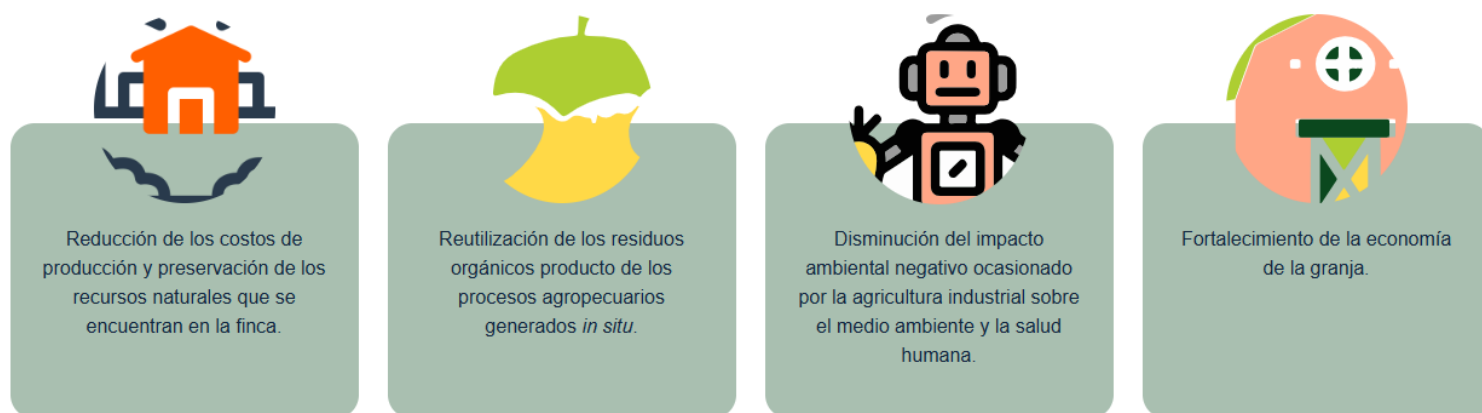 Reducción de los costos de
producción y preservación de los
recursos naturales que se
encuentran en la finca.
Reutilización de los residuos
orgánicos producto de los
procesos agropecuarios
generados in situ.
Disminución del impacto
ambiental negativo ocasionado
por la agricultura industrial sobre
el medio ambiente y la salud
humana.
Fortalecimiento de la economía
de la granja.